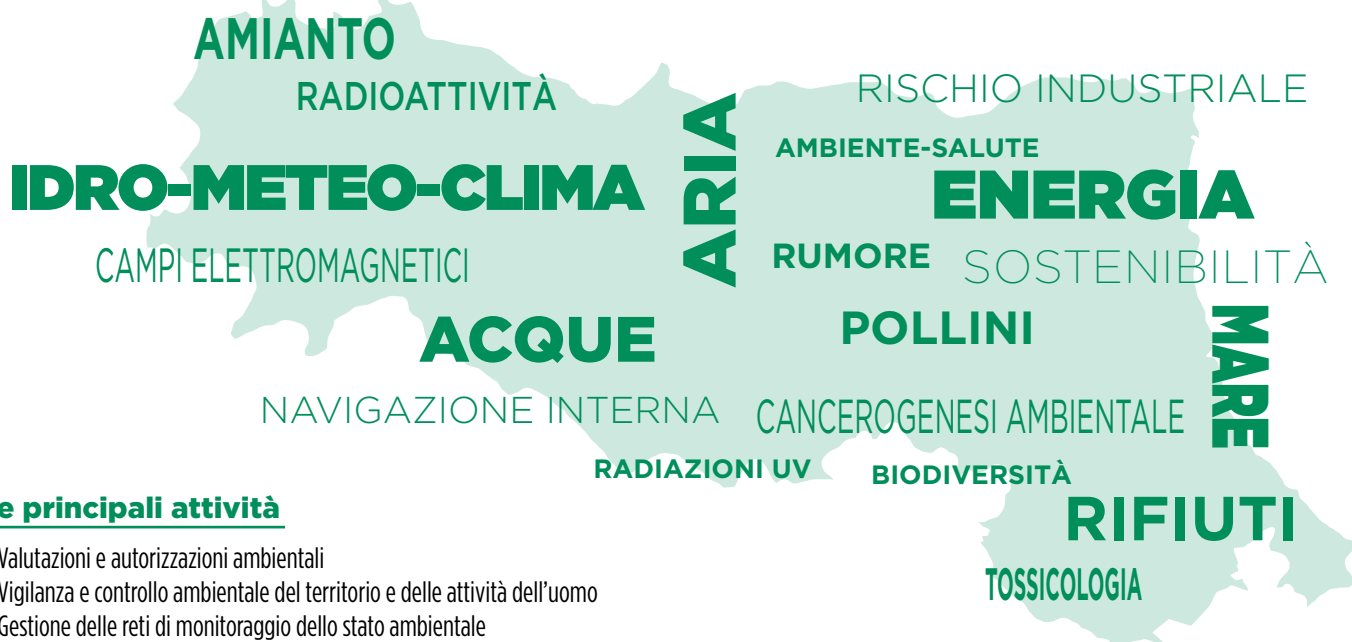 AMIANTO
RADIOATTIVITÀ
ARIA
RISCHIO INDUSTRIALE
AMBIENTE-SALUTE
IDRO-METEO-CLIMA
ENERGIA
CAMPI ELETTROMAGNETICI
RUMORE
SOSTENIBILITÀ
ACQUE
POLLINI
MARE
NAVIGAZIONE INTERNA
CANCEROGENESI AMBIENTALE
RADIAZIONI UV
BIODIVERSITÀ
e principali attività
RIFIUTI
Valutazioni e autorizzazioni ambientali
TOSSICOLOGIA
Vigilanza e controllo ambientale del territorio e delle attività dell'uomo
Gestione delle reti di monitoraggio dello stato ambientale